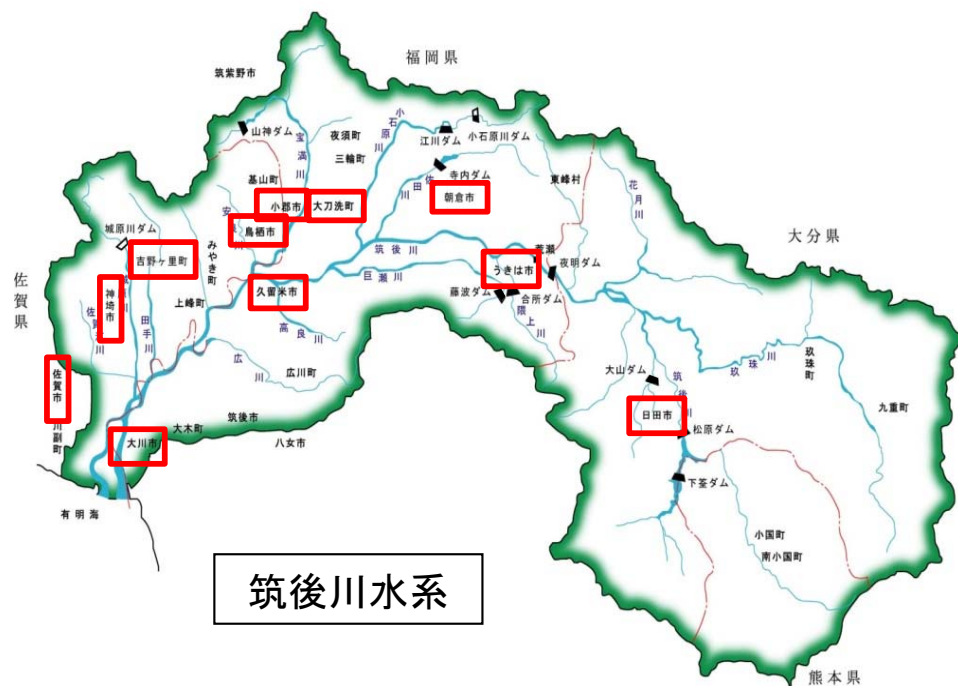 福岡県
筑紫野市
山神ダム
宝満川
夜須町
三輪町
小石原川
江川ダム
小石原川ダム
基山町
寺内ダム
佐田川
東峰村
花月川
小郡市
大刀洗町
朝倉市
鳥栖市
大分県
城原川ダム
吉野ヶ里町
みやき町
筑後川
荒瀬
夜明ダム
うきは市
佐賀県
神埼市
上峰町
久留米市
巨瀬川
藤波ダム
合所ダム
隈上川
田手川
高良川
広川
広川町
佐賀市
川副町
大山ダム
筑後川
玖珠川
玖珠町
九重町
日田市
松原ダム
大川市
大木町
筑後市
八女市
下筌ダム
有明海
小国町
南小国町
筑後川水系
熊本県